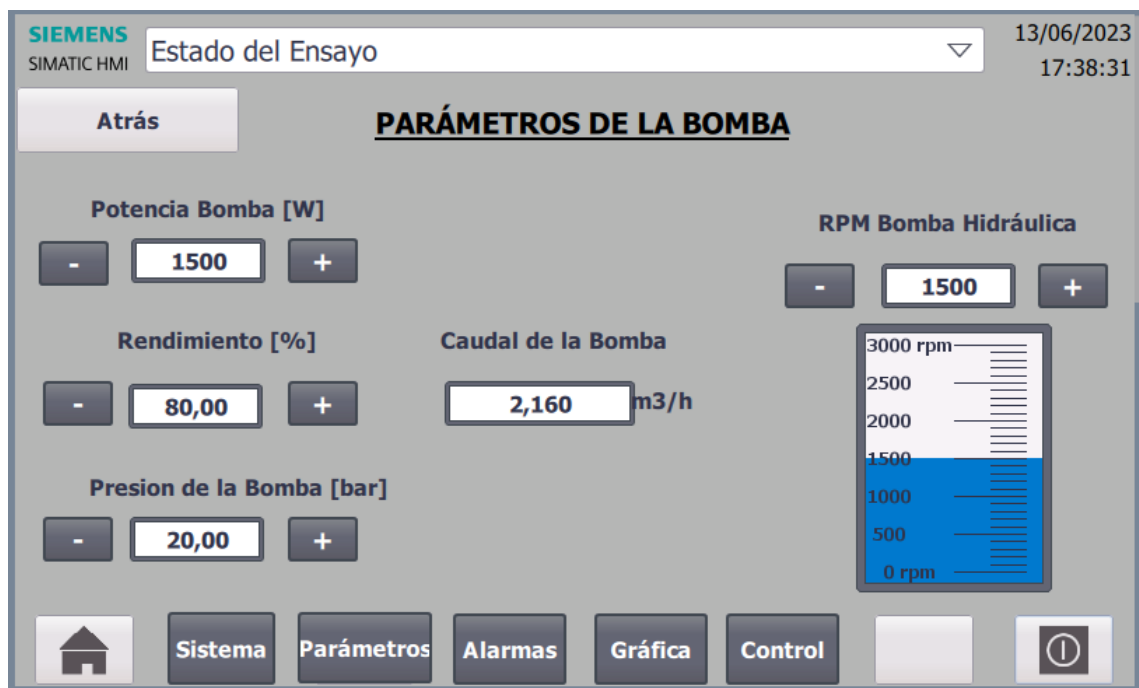 SIEMENS
SIMATIC HMI
Estado del Ensayo
13/06/2023
17:38:31
Atrás
PARÁMETROS DE LA BOMBA
Potencia Bomba [W]
- 1500 +
RPM Bomba Hidráulica
- 1500 +
Rendimiento [%]
- 80,00 +
Caudal de la Bomba
2,160 m3/h
Presion de la Bomba [bar]
- 20,00 +
3000 rpm
2500
2000
1500
1000
500
0 rpm
Sistema
Parámetros
Alarmas
Gráfica
Control